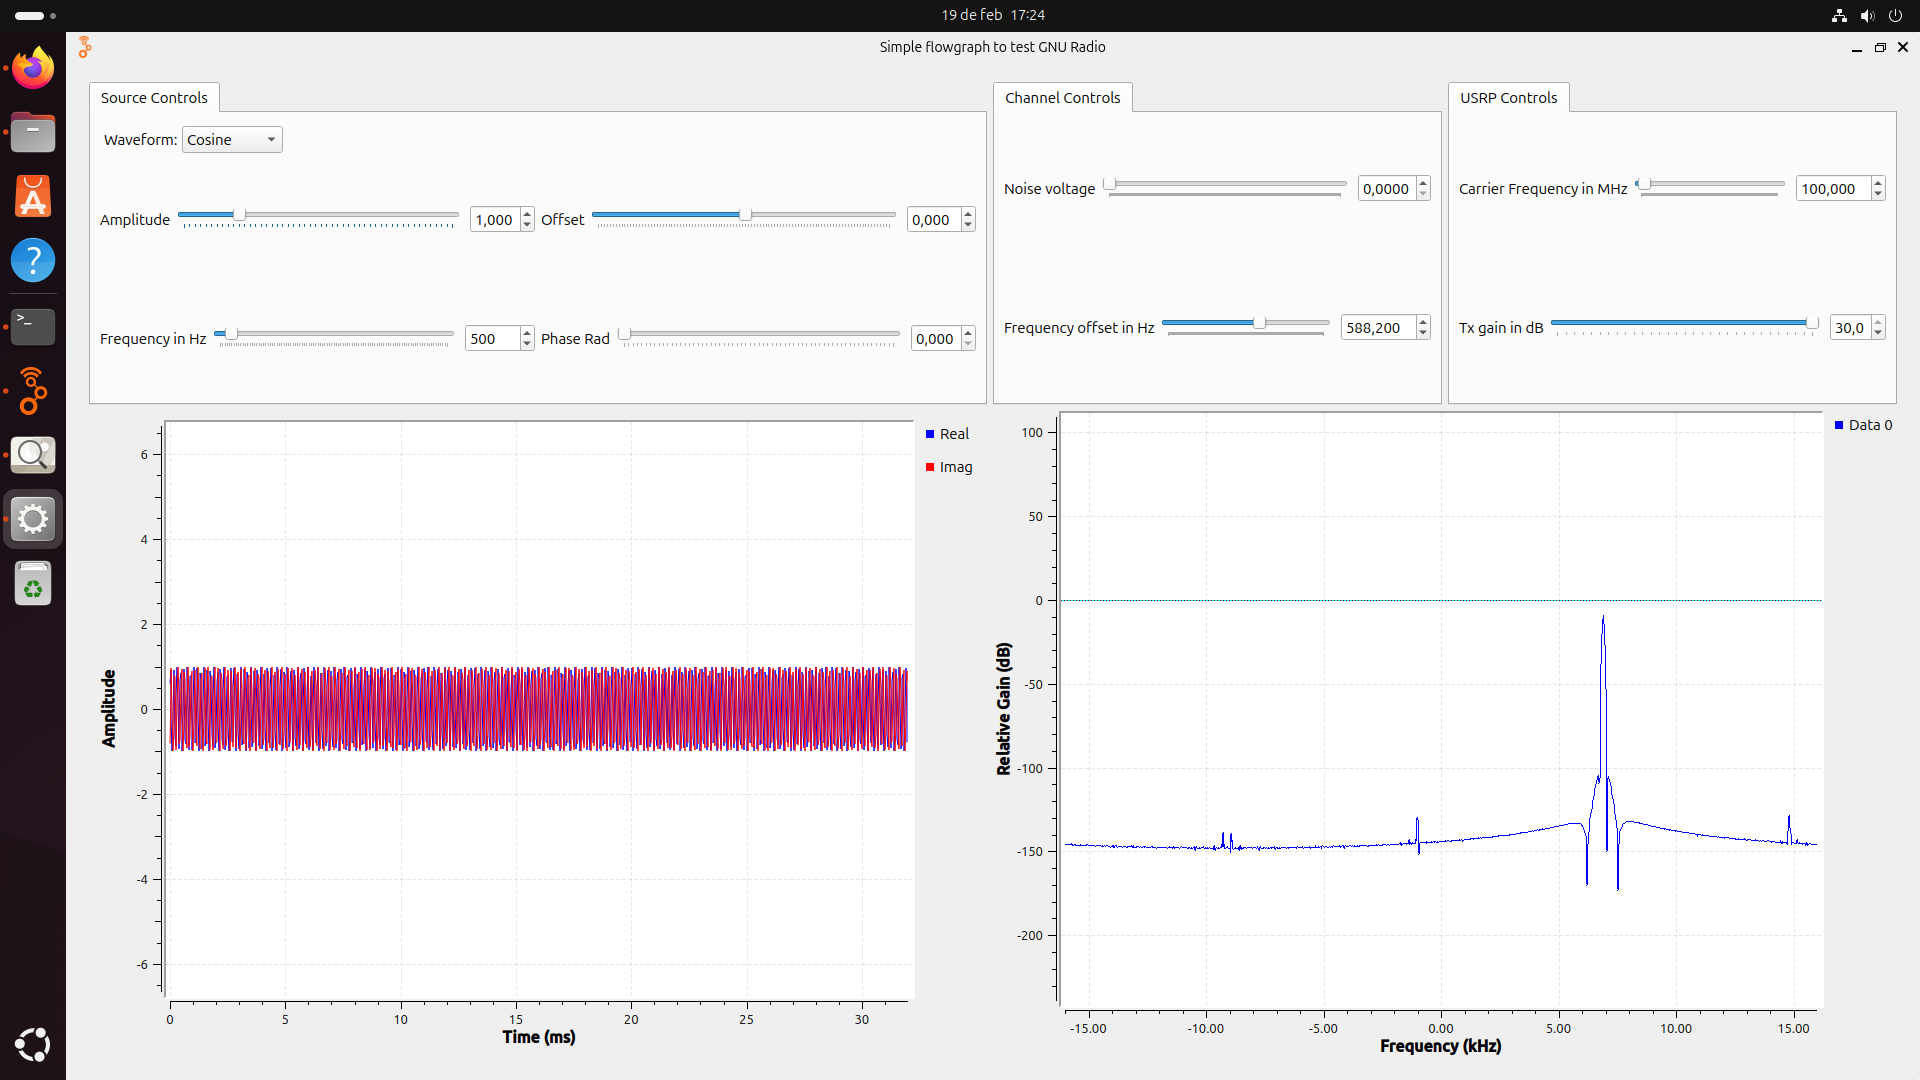 19 de feb 17:24
Simple flowgraph to test GNU Radio
Source Controls
Waveform: Cosine
Amplitude 1,000 Offset 0,000
Frequency in Hz 500 Phase Rad 0,000
Channel Controls
Noise voltage 0,0000
Frequency offset in Hz 588,200
USRP Controls
Carrier Frequency in MHz 100,000
Tx gain in dB 30,0
Amplitude
6
4
2
0
-2
-4
-6
0 5 10 15 20 25 30
Time (ms)
Real
Imag
Relative Gain (dB)
100
50
0
-50
-100
-150
-200
-15.00 -10.00 -5.00 0.00 5.00 10.00 15.00
Frequency (kHz)
Data 0